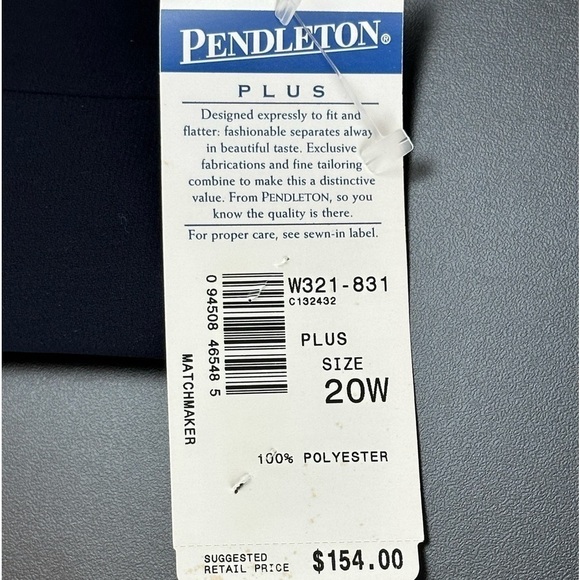 PENDLETON®
PLUS
Designed expressly to fit and
flatter: fashionable separates always
in beautiful taste. Exclusive
fabrications and fine tailoring
combine to make this a distinctive
value. From PENDLETON, so you
know the quality is there.
For proper care, see sewn-in label.
W321-831
C132432
0 94508 46548 5
MATCHMAKER
PLUS
SIZE
20W
100% POLYESTER
SUGGESTED
RETAIL PRICE $154.00